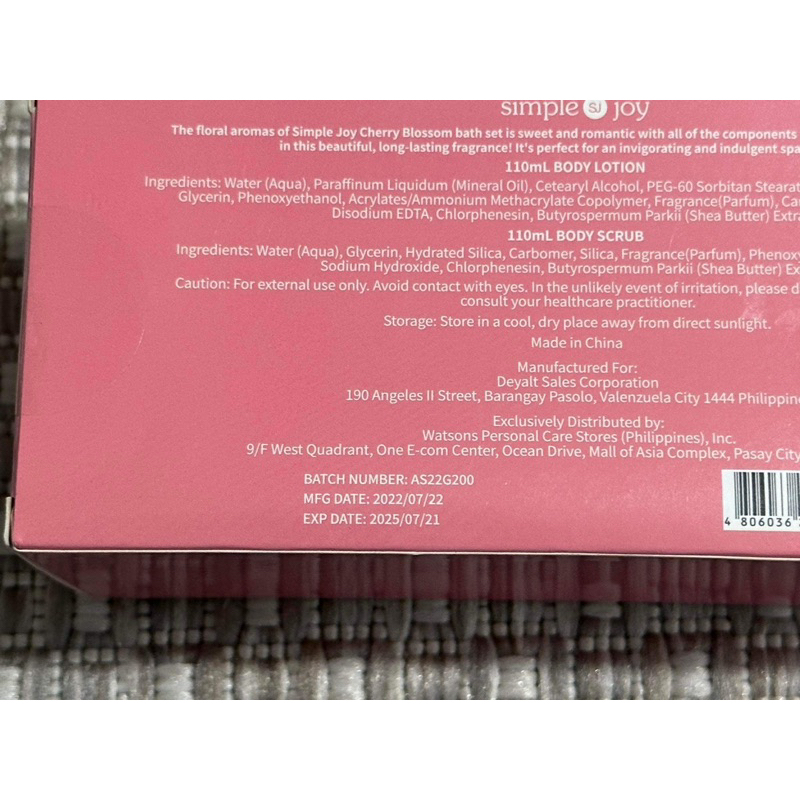 simple SJ joy
The floral aromas of Simple Joy Cherry Blossom bath set is sweet and romantic with all of the components
in this beautiful, long-lasting fragrance! It's perfect for an invigorating and indulgent
110mL BODY LOTION
Ingredients: Water (Aqua), Paraffinum Liquidum (Mineral Oil), Cetearyl Alcohol, PEG-60 Sorbitan
Glycerin, Phenoxyethanol, Acrylates/Ammonium Methacrylate Copolymer, Fragrance(Parfum),
Disodium EDTA, Chlorphenesin, Butyrospermum Parkii (Shea Butter)
110mL BODY SCRUB
Ingredients: Water (Aqua), Glycerin, Hydrated Silica, Carbomer, Silica, Fragrance(Parfum),
Sodium Hydroxide, Chlorphenesin, Butyrospermum Parkii (Shea Butter)
Caution: For external use only. Avoid contact with eyes. In the unlikely event of irritation, please
consult your healthcare practitioner.
Storage: Store in a cool, dry place away from direct sunlight.
Made in China
Manufactured For:
Deyalt Sales Corporation
190 Angeles II Street, Barangay Pasolo, Valenzuela City 1444
Exclusively Distributed by:
Watsons Personal Care Stores (Philippines), Inc.
9/F West Quadrant, One E-com Center, Ocean Drive, Mall of Asia Complex, Pasay City
BATCH NUMBER: AS22G200
MFG DATE: 2022/07/22
EXP DATE: 2025/07/21
4 806036